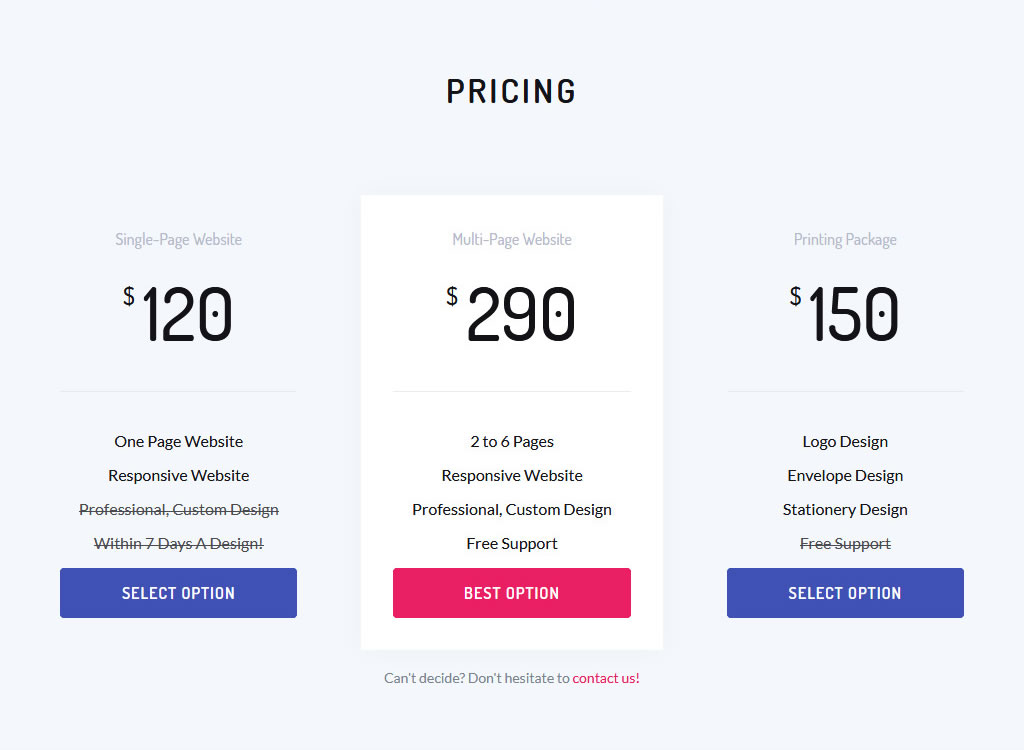 PRICING
Single-Page Website
$ 120
One Page Website
Responsive Website
Professional, Custom Design
Within 7 Days A Design!
SELECT OPTION
Multi-Page Website
$ 290
2 to 6 Pages
Responsive Website
Professional, Custom Design
Free Support
BEST OPTION
Printing Package
$ 150
Logo Design
Envelope Design
Stationery Design
Free Support
SELECT OPTION
Can't decide? Don't hesitate to contact us!